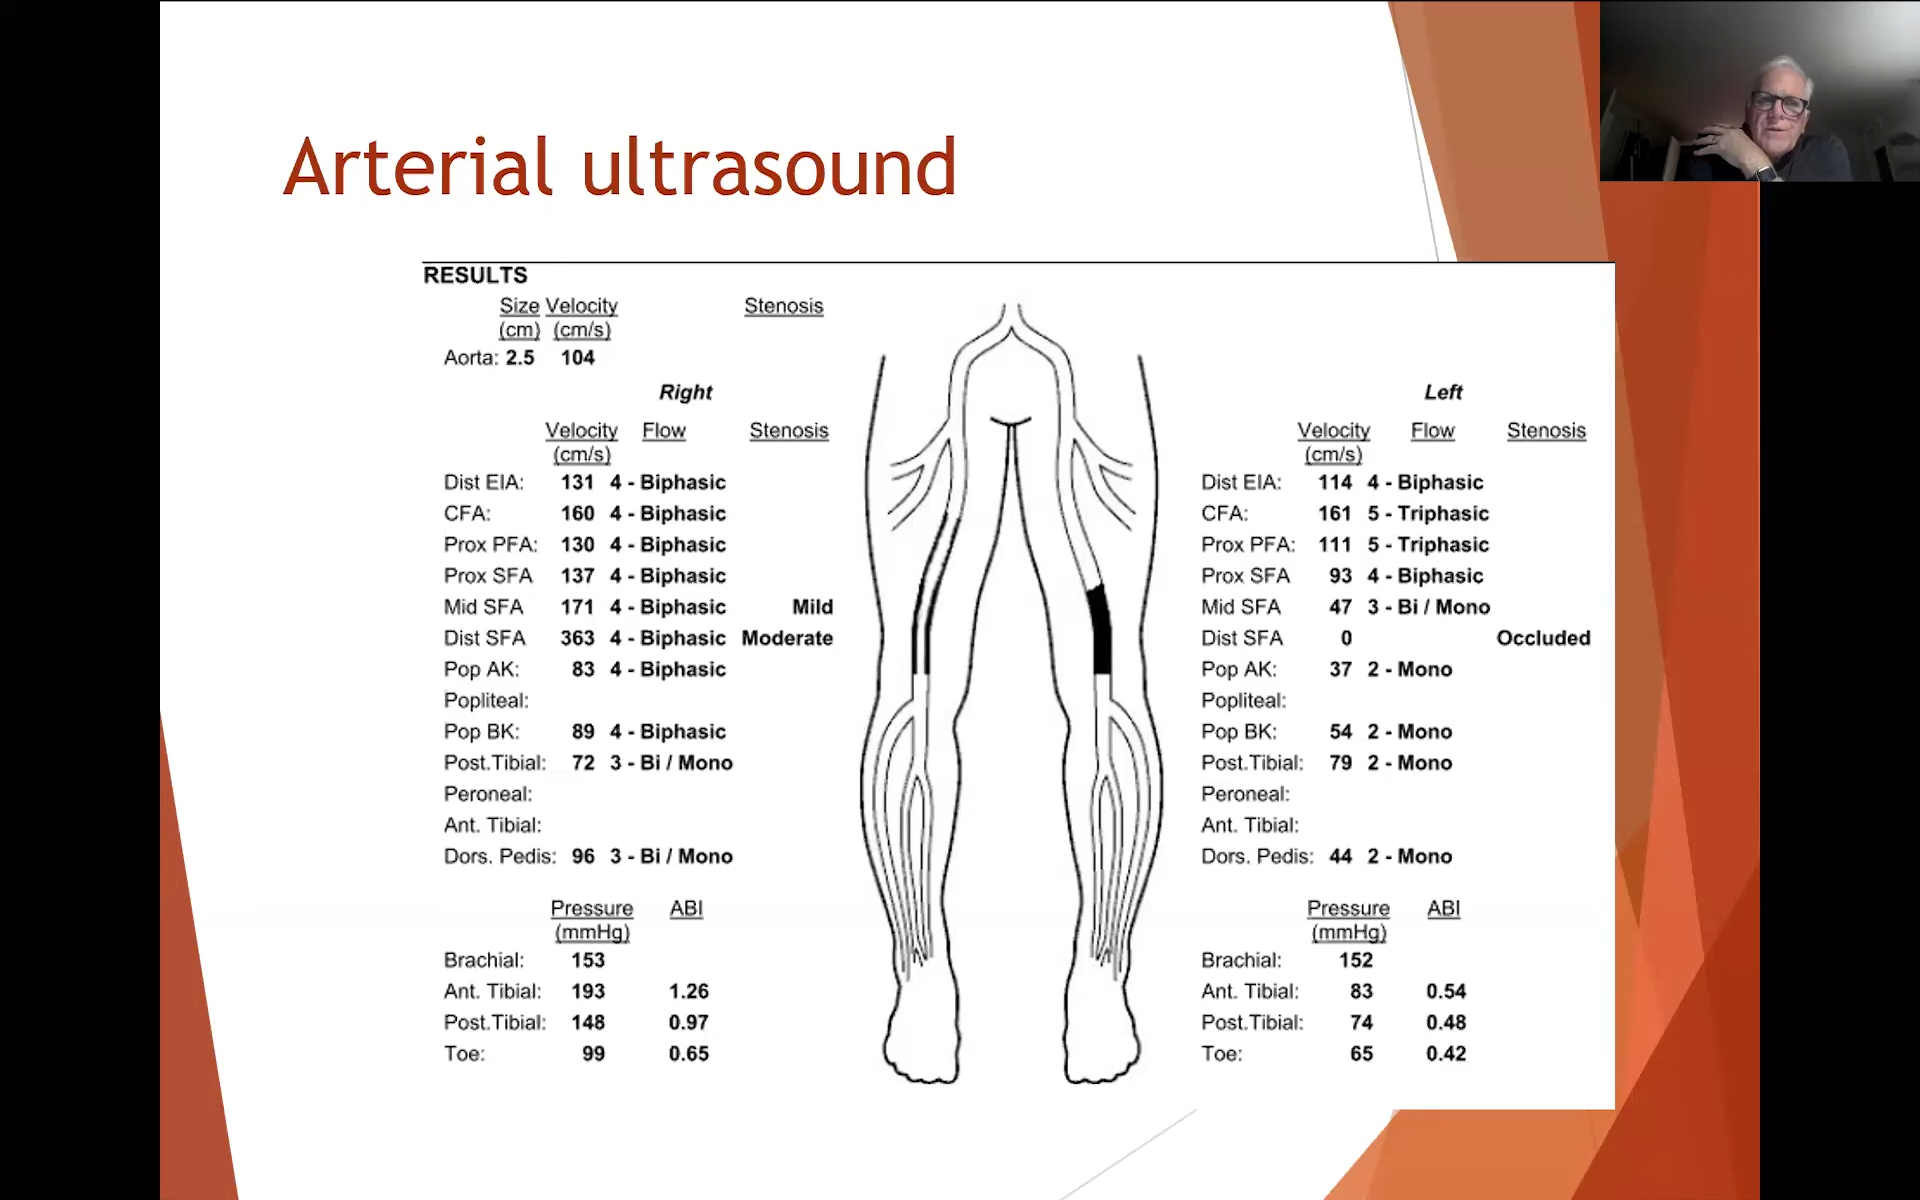 Arterial ultrasound
RESULTS
Size Velocity Stenosis
(cm) (cm/s)
Aorta: 2.5 104
Right
Velocity Flow Stenosis
(cm/s)
Dist EIA: 131 4 - Biphasic
CFA: 160 4 - Biphasic
Prox PFA: 130 4 - Biphasic
Prox SFA 137 4 - Biphasic
Mid SFA 171 4 - Biphasic Mild
Dist SFA 363 4 - Biphasic Moderate
Pop AK: 83 4 - Biphasic
Popliteal:
Pop BK: 89 4 - Biphasic
Post.Tibial: 72 3 - Bi / Mono
Peroneal:
Ant. Tibial:
Dors. Pedis: 96 3 - Bi / Mono
Pressure ABI
(mmHg)
Brachial: 153
Ant. Tibial: 193 1.26
Post.Tibial: 148 0.97
Toe: 99 0.65
Left
Velocity Flow Stenosis
(cm/s)
Dist EIA: 114 4 - Biphasic
CFA: 161 5 - Triphasic
Prox PFA: 111 5 - Triphasic
Prox SFA 93 4 - Biphasic
Mid SFA 47 3 - Bi / Mono
Dist SFA 0 Occluded
Pop AK: 37 2 - Mono
Popliteal:
Pop BK: 54 2 - Mono
Post.Tibial: 79 2 - Mono
Peroneal:
Ant. Tibial:
Dors. Pedis: 44 2 - Mono
Pressure ABI
(mmHg)
Brachial: 152
Ant. Tibial: 83 0.54
Post.Tibial: 74 0.48
Toe: 65 0.42